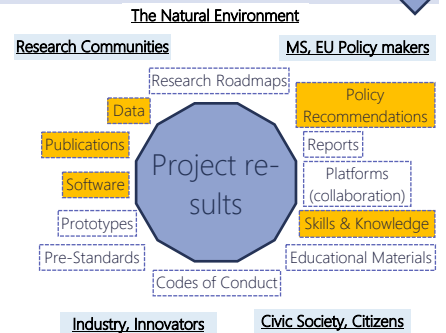 The Natural Environment
Research Communities
MS, EU Policy makers
Research Roadmaps
Data
Policy
Recommendations
Publications
Reports
Project re-
sults
Software
Platforms
(collaboration)
Prototypes
Skills & Knowledge
Pre-Standards
Educational Materials
Codes of Conduct
Industry, Innovators
Civic Society, Citizens